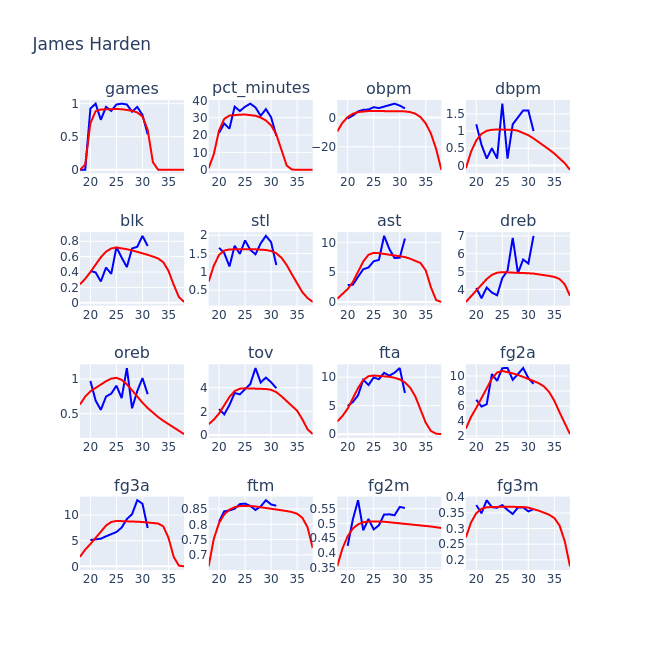 James Harden
games
pct_minutes
obpm
dbpm
1
0.5
0
20 25 30 35
40
30
20
10
0
20 25 30 35
0
−20
20 25 30 35
1.5
1
0.5
0
20 25 30 35
blk
stl
ast
dreb
0.8
0.6
0.4
0.2
0
20 25 30 35
2
1.5
1
0.5
20 25 30 35
10
5
0
20 25 30 35
7
6
5
4
20 25 30 35
oreb
tov
fta
fg2a
1
0.5
20 25 30 35
4
2
0
20 25 30 35
10
5
0
20 25 30 35
10
8
6
4
2
20 25 30 35
fg3a
ftm
fg2m
fg3m
10
5
0
20 25 30 35
0.85
0.8
0.75
0.7
20 25 30 35
0.55
0.5
0.45
0.4
0.35
20 25 30 35
0.4
0.35
0.3
0.25
0.2
20 25 30 35